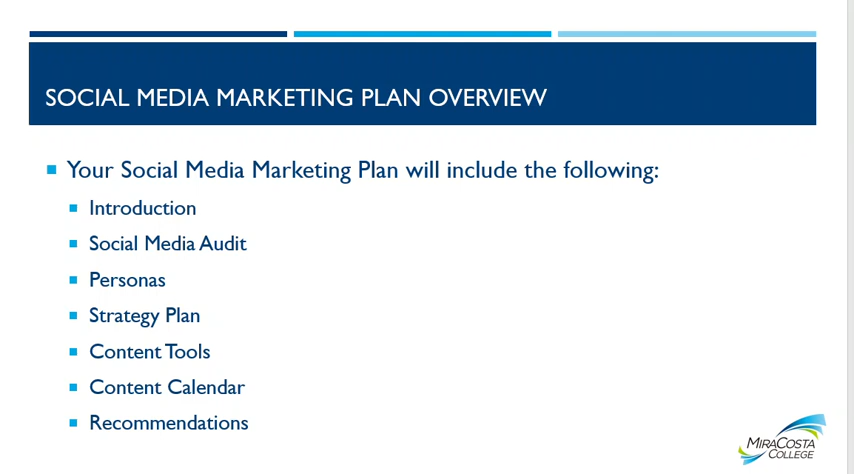 SOCIAL MEDIA MARKETING PLAN OVERVIEW
Your Social Media Marketing Plan will include the following:
Introduction
Social Media Audit
Personas
Strategy Plan
Content Tools
Content Calendar
Recommendations
MIRACOSTA
COLLEGE